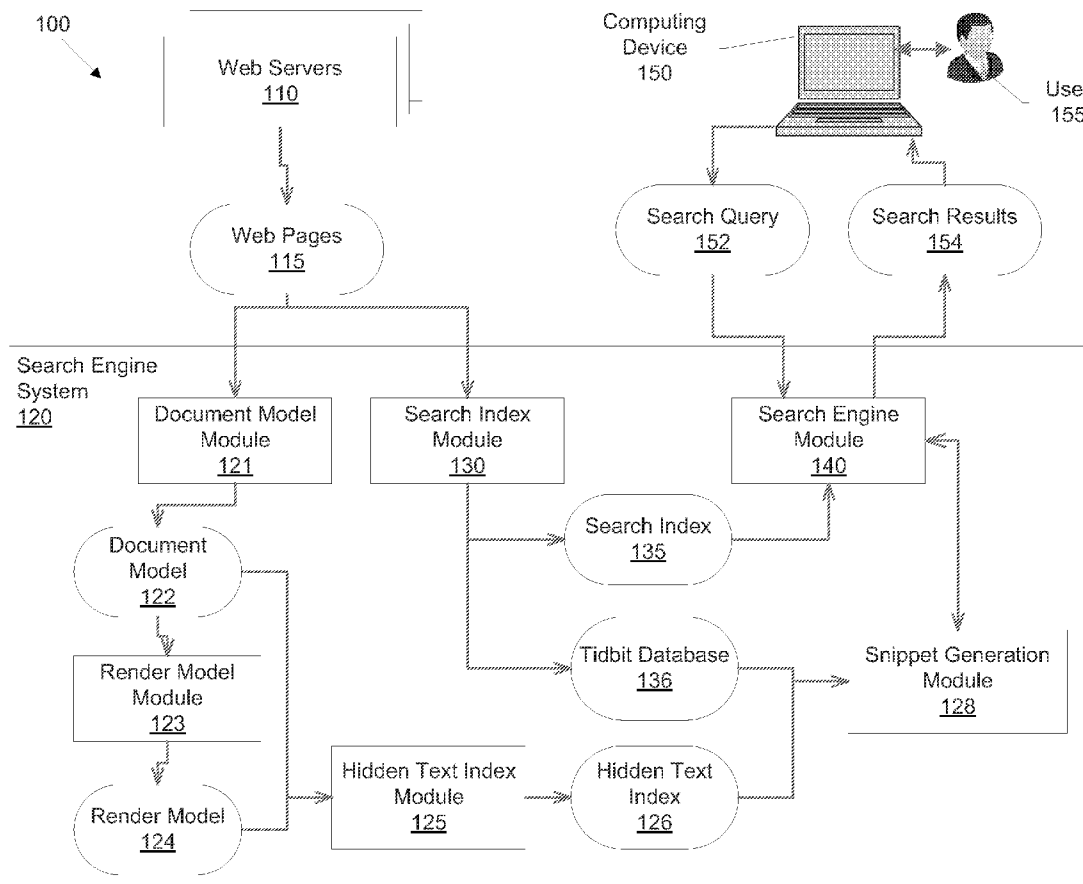 100
Web Servers
110
Computing
Device
150
Use
155
Web Pages
115
Search Query
152
Search Results
154
Search Engine
System
120
Document Model
Module
121
Search Index
Module
130
Search Engine
Module
140
Document
Model
122
Search Index
135
Render Model
Module
123
Tidbit Database
136
Snippet Generation
Module
128
Render Model
124
Hidden Text Index
Module
125
Hidden Text
Index
126